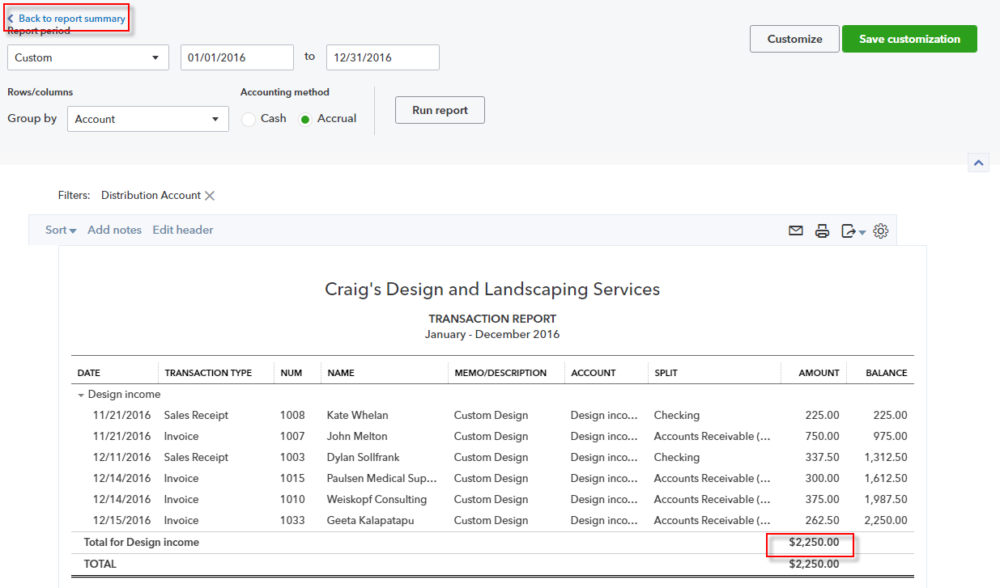 Back to report summary
Report period
Custom 01/01/2016 to 12/31/2016 Customize Save customization
Rows/columns Accounting method
Group by Account Cash Accrual Run report
Filters: Distribution Account
Sort Add notes Edit header
Craig's Design and Landscaping Services
TRANSACTION REPORT
January - December 2016
DATE TRANSACTION TYPE NUM NAME MEMO/DESCRIPTION ACCOUNT SPLIT AMOUNT BALANCE
Design income
11/21/2016 Sales Receipt 1008 Kate Whelan Custom Design Design inco... Checking 225.00 225.00
11/21/2016 Invoice 1007 John Melton Custom Design Design inco... Accounts Receivable (... 750.00 975.00
12/11/2016 Sales Receipt 1003 Dylan Sollfrank Custom Design Design inco... Checking 337.50 1,312.50
12/14/2016 Invoice 1015 Paulsen Medical Sup... Custom Design Design inco... Accounts Receivable (... 300.00 1,612.50
12/14/2016 Invoice 1010 Weiskopf Consulting Custom Design Design inco... Accounts Receivable (... 375.00 1,987.50
12/15/2016 Invoice 1033 Geeta Kalapatapu Custom Design Design inco... Accounts Receivable (... 262.50 2,250.00
Total for Design income $2,250.00
TOTAL $2,250.00